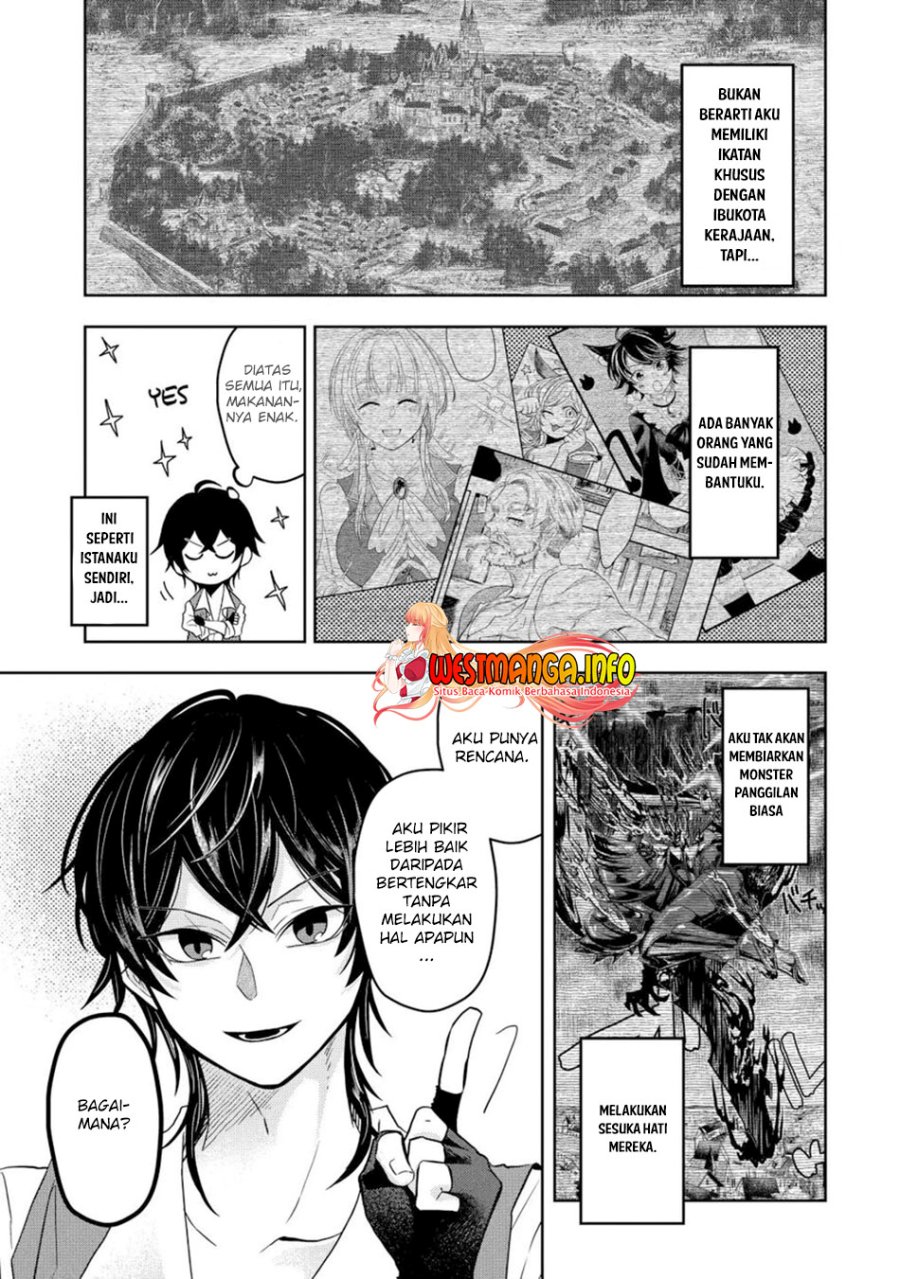 BUKAN
BERARTI AKU
MEMILIKI
IKATAN
KHUSUS
DENGAN
IBUKOTA
KERAJAAN,
TAPI...
ADA BANYAK
ORANG YANG
SUDAH MEM-
BANTUKU.
DIATAS
SEMUA ITU,
MAKANAN-
NYA ENAK.
YES
INI
SEPERTI
ISTANAKU
SENDIRI,
JADI...
WESTMANGA.INFO
Situs Baca Komik Berbahasa Indonesia
AKU TAK AKAN
MEMBIARKAN
MONSTER
PANGGILAN
BIASA
MELAKUKAN
SESUKA HATI
MEREKA.
AKU PUNYA
RENCANA.
AKU PIKIR
LEBIH BAIK
DARIPADA
BERTENGKAR
TANPA
MELAKUKAN
HAL APAPUN
...
BAGAI-
MANA?